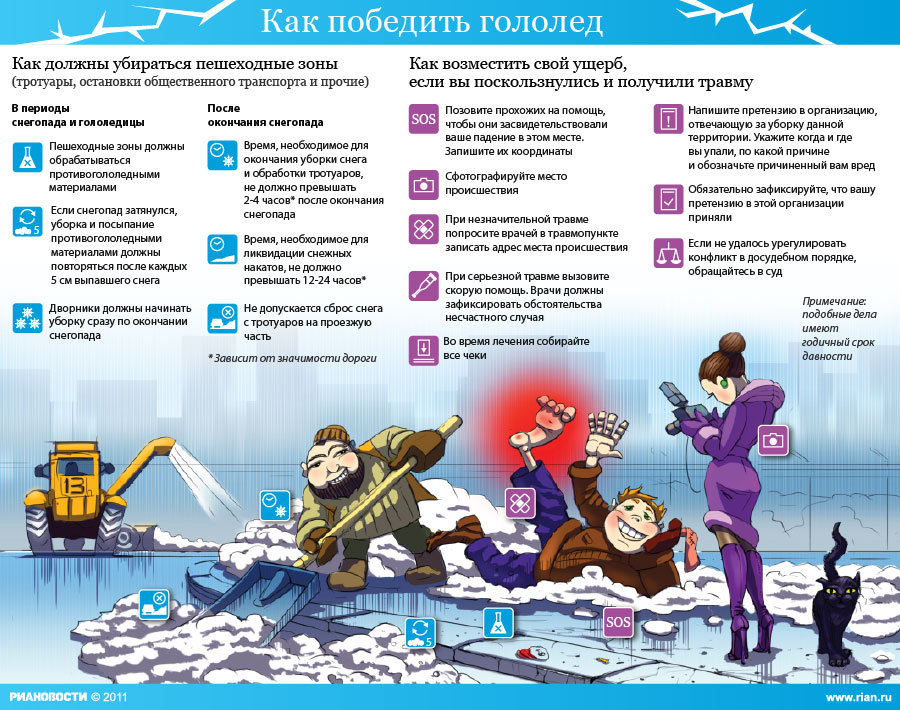 Как победить гололед
Как должны убираться пешеходные зоны
(тротуары, остановки общественного транспорта и прочие)
В периоды
снегопада и гололедицы
Пешеходные зоны должны
обрабатываться
противогололедными
материалами
Если снегопад затянулся,
уборка и посыпание
противогололедными
материалами должны
повторяться после каждых
5 см выпавшего снега
5
Дворники должны начинать
уборку сразу по окончании
снегопада
После
окончания снегопада
Время, необходимое для
окончания уборки снега
и обработки тротуаров,
не должно превышать
2-4 часов* после окончания
снегопада
Время, необходимое для
ликвидации снежных
накатов, не должно
превышать 12-24 часов*
Не допускается сброс снега
с тротуаров на проезжую
часть
* Зависит от значимости дороги
Как возместить свой ущерб,
если вы поскользнулись и получили травму
SOS
Позовите прохожих на помощь,
чтобы они засвидетельствовали
ваше падение в этом месте.
Запишите их координаты
Сфотографируйте место
происшествия
При незначительной травме
попросите врачей в травмопункте
записать адрес места происшествия
При серьезной травме вызовите
скорую помощь. Врачи должны
зафиксировать обстоятельства
несчастного случая
Во время лечения собирайте
все чеки
Напишите претензию в организацию,
отвечающую за уборку данной
территории. Укажите когда и где
вы упали, по какой причине
и обозначьте причиненный вам вред
Обязательно зафиксируйте, что вашу
претензию в этой организации
приняли
Если не удалось урегулировать
конфликт в досудебном порядке,
обращайтесь в суд
Примечание:
подобные дела
имеют
годичный срок
давности
13
5
SOS
РИАНОВОСТИ © 2011
www.rian.ru